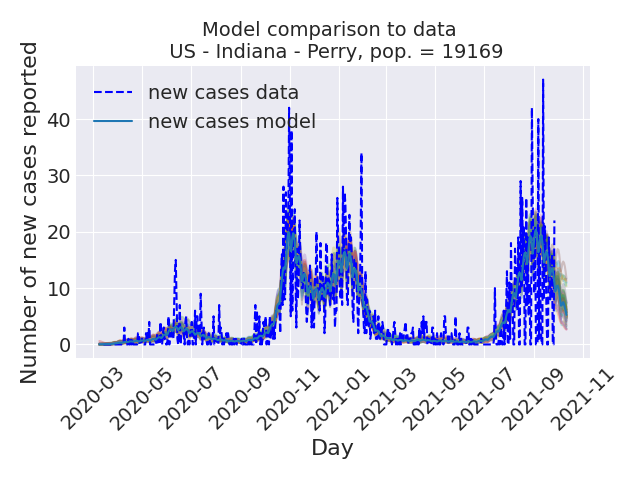 Model comparison to data
US - Indiana - Perry, pop. = 19169
Number of new cases reported
new cases data
new cases model
40
30
20
10
0
2020-03
2020-05
2020-07
2020-09
2020-11
2021-01
2021-03
2021-05
2021-07
2021-09
2021-11
Day